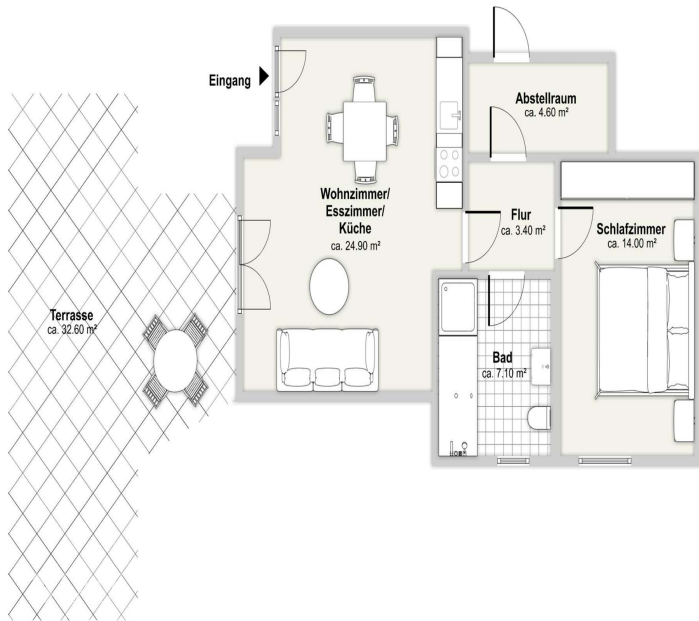 Eingang
Abstellraum
ca. 4.60 m²
Wohnzimmer/
Esszimmer/
Küche
ca. 24.90 m²
Flur
ca. 3.40 m²
Schlafzimmer
ca. 14.00 m²
Terrasse
ca. 32.60 m²
Bad
ca. 7.10 m²